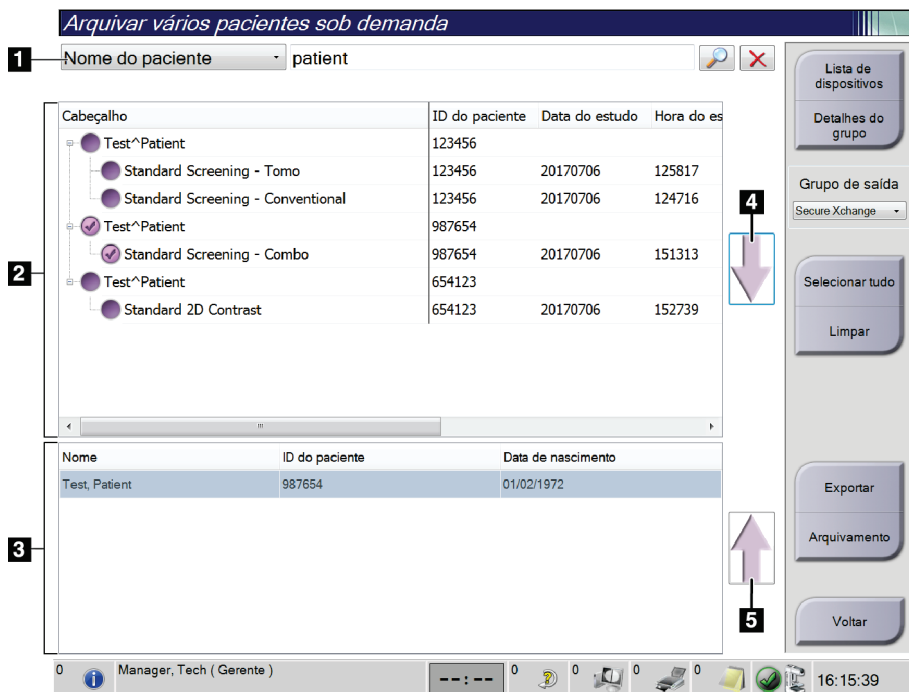 Arquivar vários pacientes sob demanda
1
Nome do paciente
patient
Lista de dispositivos
Detalhes do grupo
Grupo de saída
Secure Xchange
Selecionar tudo
Limpar
2
Cabeçalho ID do paciente Data do estudo Hora do es
Test^Patient 123456
Standard Screening - Tomo 123456 20170706 125817
Standard Screening - Conventional 123456 20170706 124716
Test^Patient 987654
Standard Screening - Combo 987654 20170706 151313
Test^Patient 654123
Standard 2D Contrast 654123 20170706 152739
4
3
Nome ID do paciente Data de nascimento
Test, Patient 987654 01/02/1972
5
Exportar
Arquivamento
Voltar
0 Manager, Tech ( Gerente ) --:-- 0 0 0 0 16:15:39